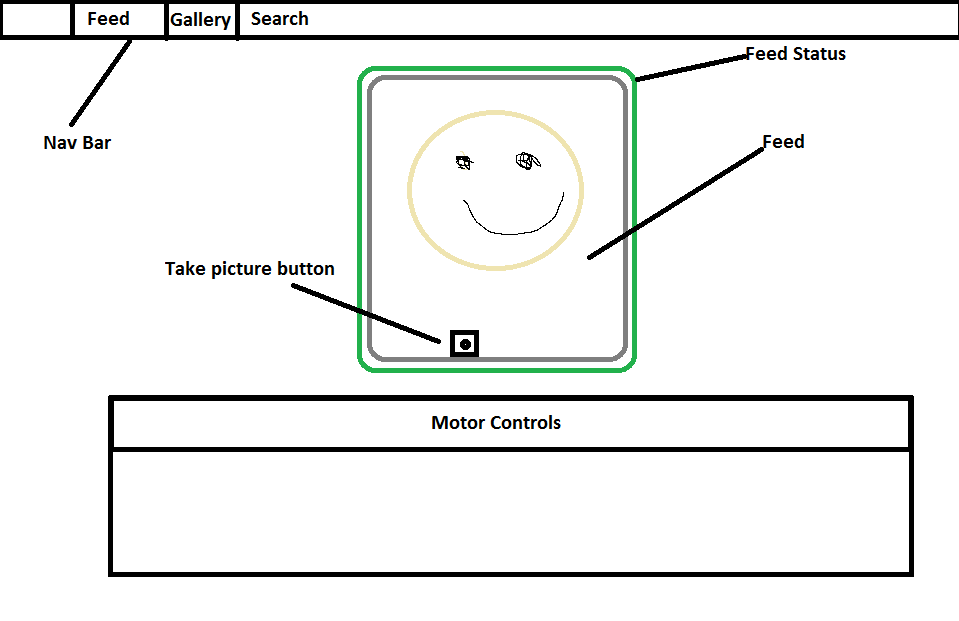 Feed Gallery Search
Feed Status
Nav Bar
Feed
Take picture button
Motor Controls